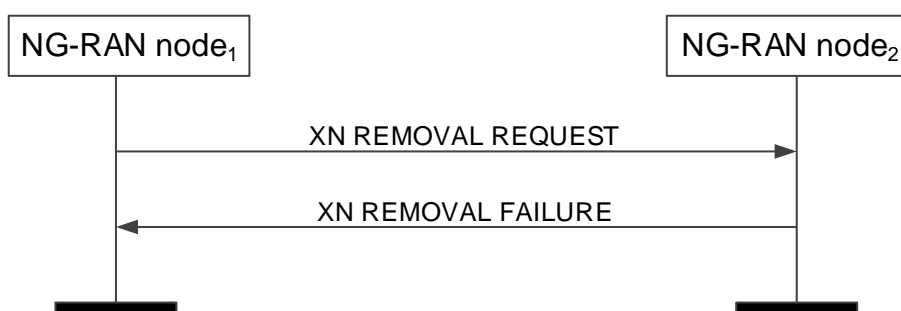 NG-RAN node₁
NG-RAN node₂
XN REMOVAL REQUEST
XN REMOVAL FAILURE